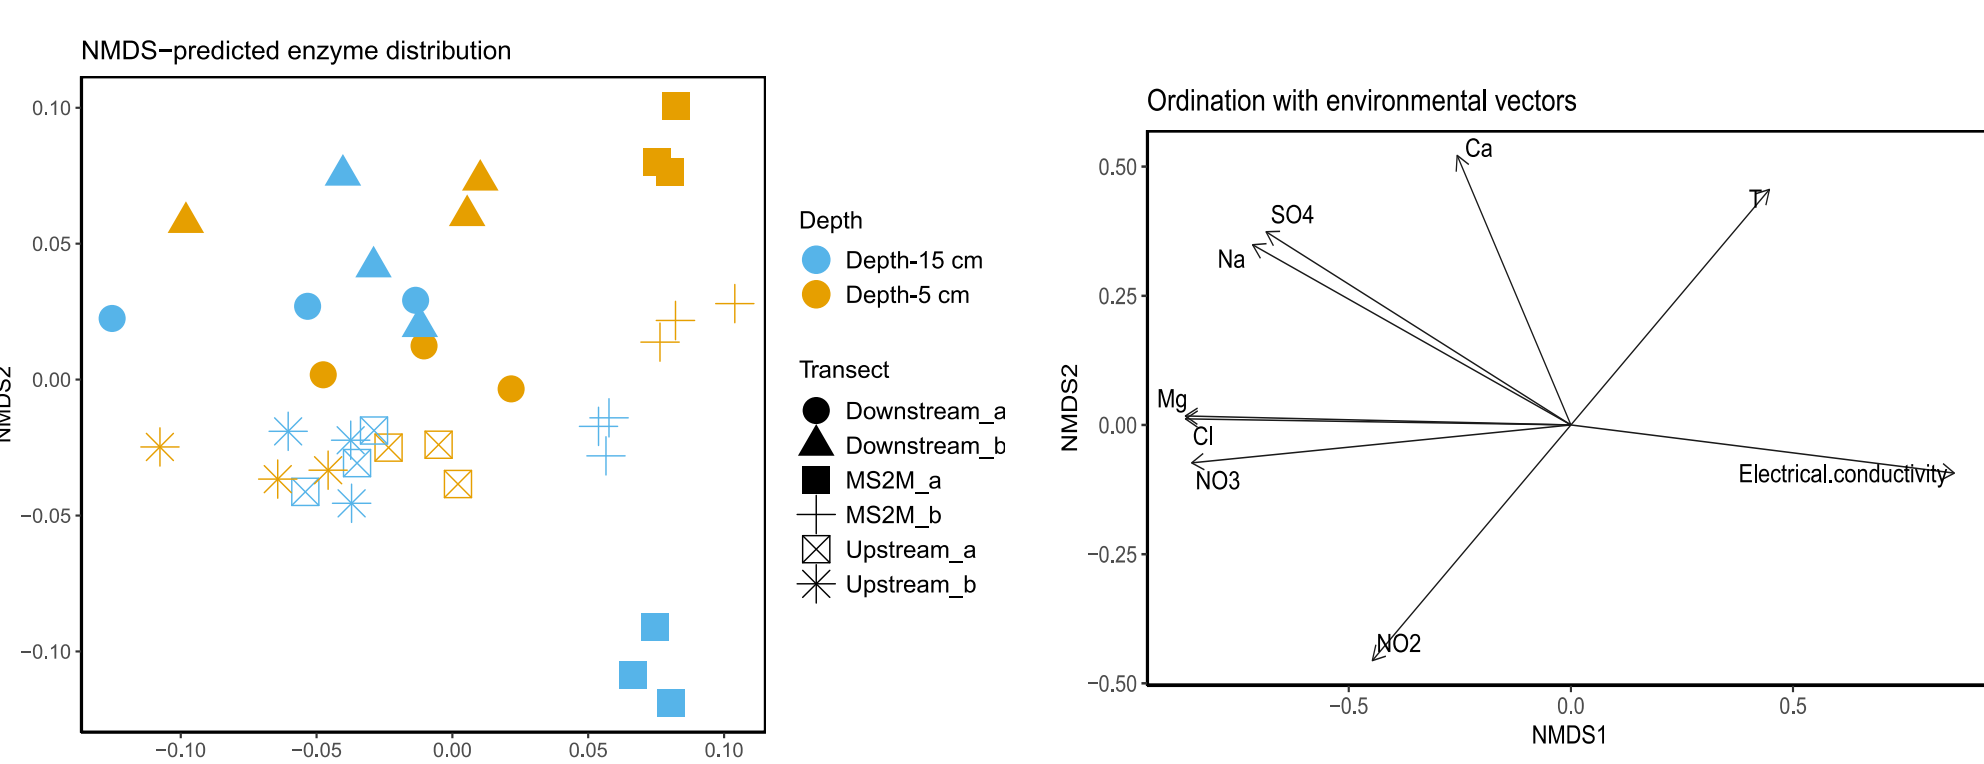 NMDS-predicted enzyme distribution
0.10
0.05
0.00
-0.05
-0.10
NMDS2
-0.10 -0.05 0.00 0.05 0.10
Depth
Depth-15 cm
Depth-5 cm
Transect
Downstream_a
Downstream_b
MS2M_a
MS2M_b
Upstream_a
Upstream_b
Ordination with environmental vectors
0.50
0.25
0.00
-0.25
-0.50
NMDS2
Ca
T
SO4
Na
Mg
Cl
NO3
Electrical.conductivity
NO2
-0.5 0.0 0.5
NMDS1